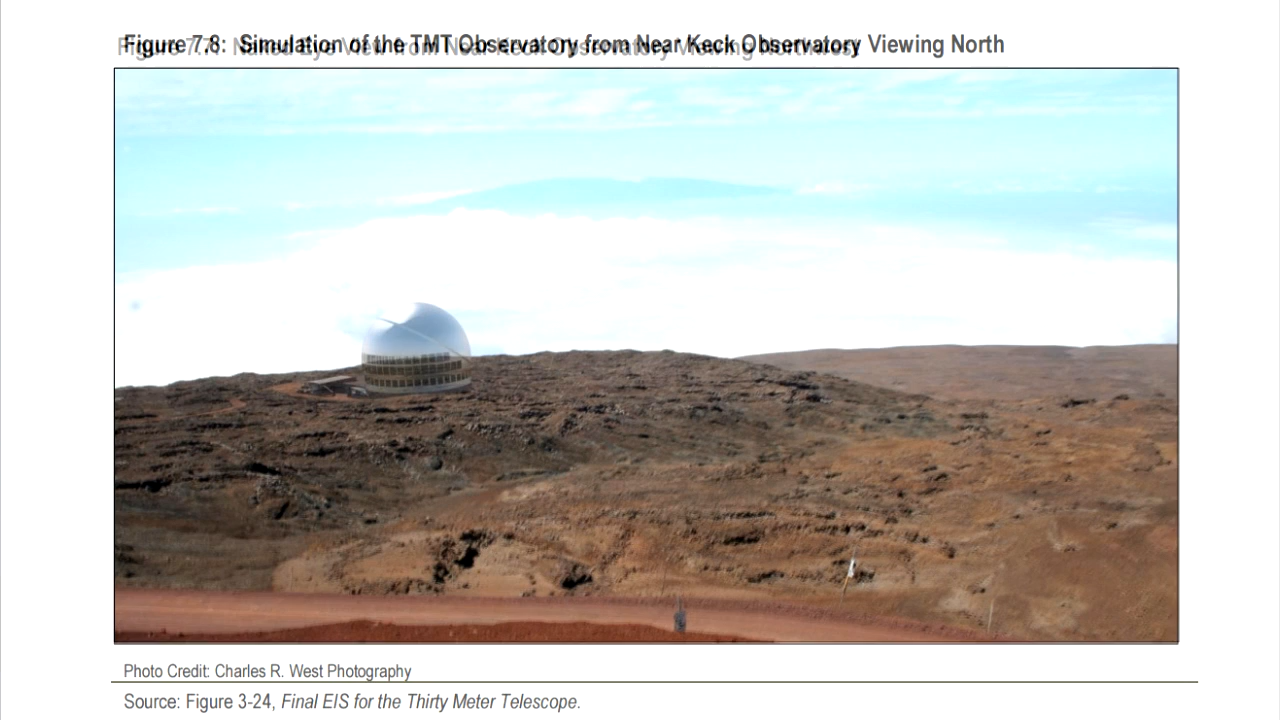 Figure 7.8: Simulation of the TMT Observatory from Near Keck Observatory Viewing North
Photo Credit: Charles R. West Photography
Source: Figure 3-24, Final EIS for the Thirty Meter Telescope.